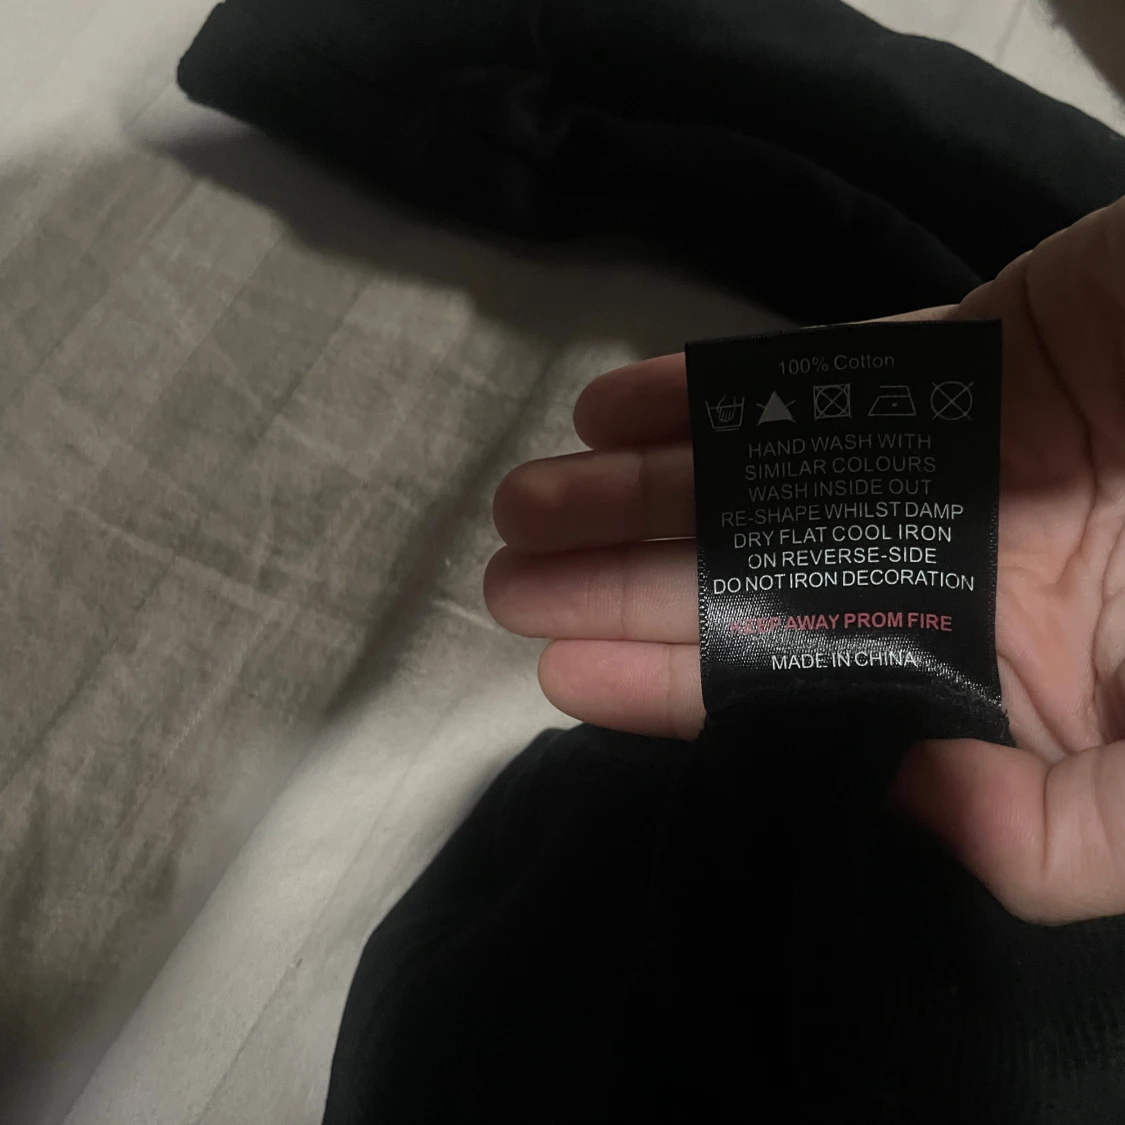 100% Cotton
HAND WASH WITH
SIMILAR COLOURS
WASH INSIDE OUT
RE-SHAPE WHILST DAMP
DRY FLAT COOL IRON
ON REVERSE-SIDE
DO NOT IRON DECORATION
KEEP AWAY PROM FIRE
MADE IN CHINA